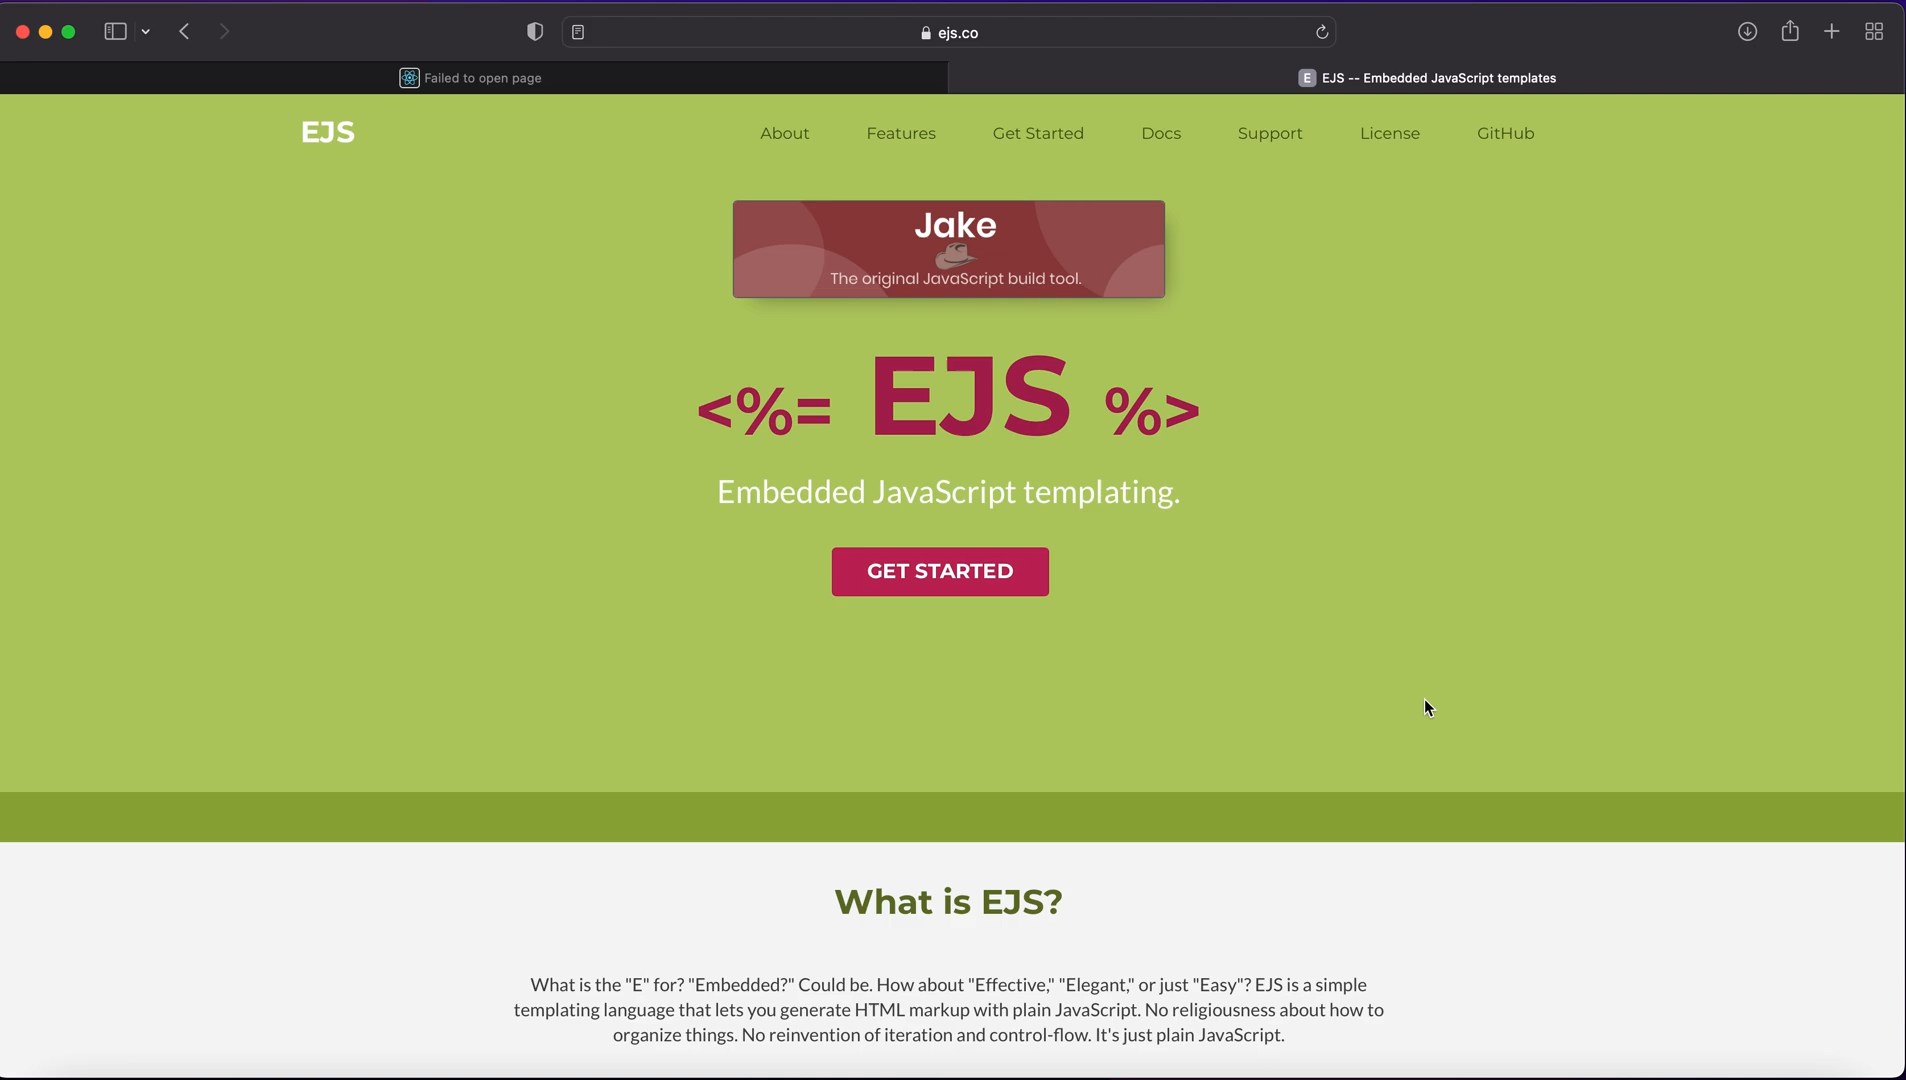 ejs.co
Failed to open page
E EJS -- Embedded JavaScript templates
EJS
About Features Get Started Docs Support License GitHub
Jake
The original JavaScript build tool.
<%= EJS %>
Embedded JavaScript templating.
GET STARTED
What is EJS?
What is the "E" for? "Embedded?" Could be. How about "Effective," "Elegant," or just "Easy"? EJS is a simple
templating language that lets you generate HTML markup with plain JavaScript. No religiousness about how to
organize things. No reinvention of iteration and control-flow. It's just plain JavaScript.